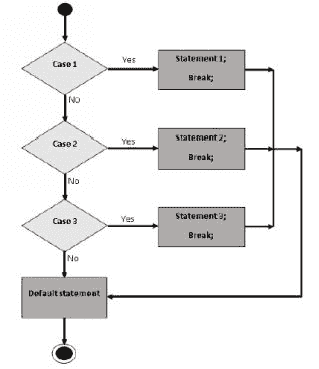 Case 1
Yes
Statement 1;
Break;
No
Case 2
Yes
Statement 2;
Break;
No
Case 3
Yes
Statement 3;
Break;
No
Default statement